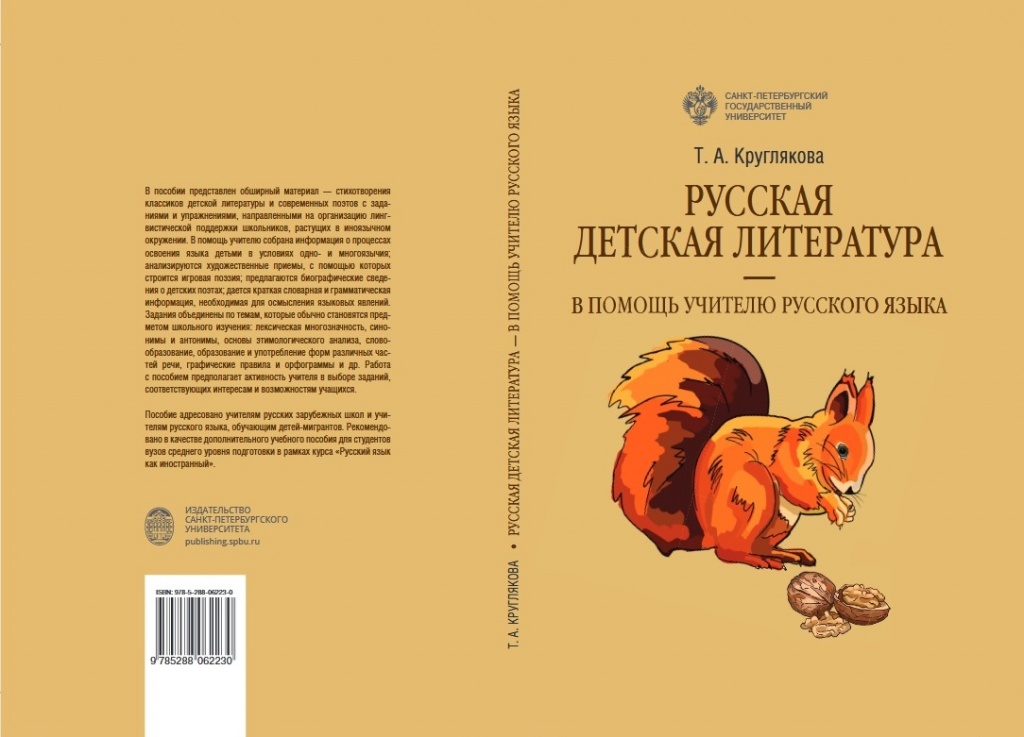 В пособии представлен обширный материал — стихотворения
классиков детской литературы и современных поэтов с зада-
ниями и упражнениями, направленными на организацию линг-
вистической поддержки школьников, растущих в иноязычном
окружении. В помощь учителю собрана информация о процессах
освоения языка детьми в условиях одно- и многоязычия;
анализируются художественные приемы, с помощью которых
строится игровая поэзия; предлагаются биографические сведе-
ния о детских поэтах; дается краткая словарная и грамматическая
информация, необходимая для осмысления языковых явлений.
Задания объединены по темам, которые обычно становятся пред-
метом школьного изучения: лексическая многозначность, сино-
нимы и антонимы, основы этимологического анализа, слово-
образование, образование и употребление форм различных час-
тей речи, графические правила и орфограммы и др. Работа
с пособием предполагает активность учителя в выборе заданий,
соответствующих интересам и возможностям учащихся.
Пособие адресовано учителям русских зарубежных школ и учи-
телям русского языка, обучающим детей-мигрантов. Рекомендо-
вано в качестве дополнительного учебного пособия для студентов
вузов среднего уровня подготовки в рамках курса «Русский язык
как иностранный».
ИЗДАТЕЛЬСТВО
САНКТ-ПЕТЕРБУРГСКОГО
УНИВЕРСИТЕТА
publishing.spbu.ru
ISBN: 978-5-288-06223-0
9 785288 062230
Т. А. КРУГЛЯКОВА • РУССКАЯ ДЕТСКАЯ ЛИТЕРАТУРА — В ПОМОЩЬ УЧИТЕЛЮ РУССКОГО ЯЗЫКА
САНКТ-ПЕТЕРБУРГСКИЙ
ГОСУДАРСТВЕННЫЙ
УНИВЕРСИТЕТ
Т. А. Круглякова
РУССКАЯ
ДЕТСКАЯ ЛИТЕРАТУРА
—
В ПОМОЩЬ УЧИТЕЛЮ РУССКОГО ЯЗЫКА